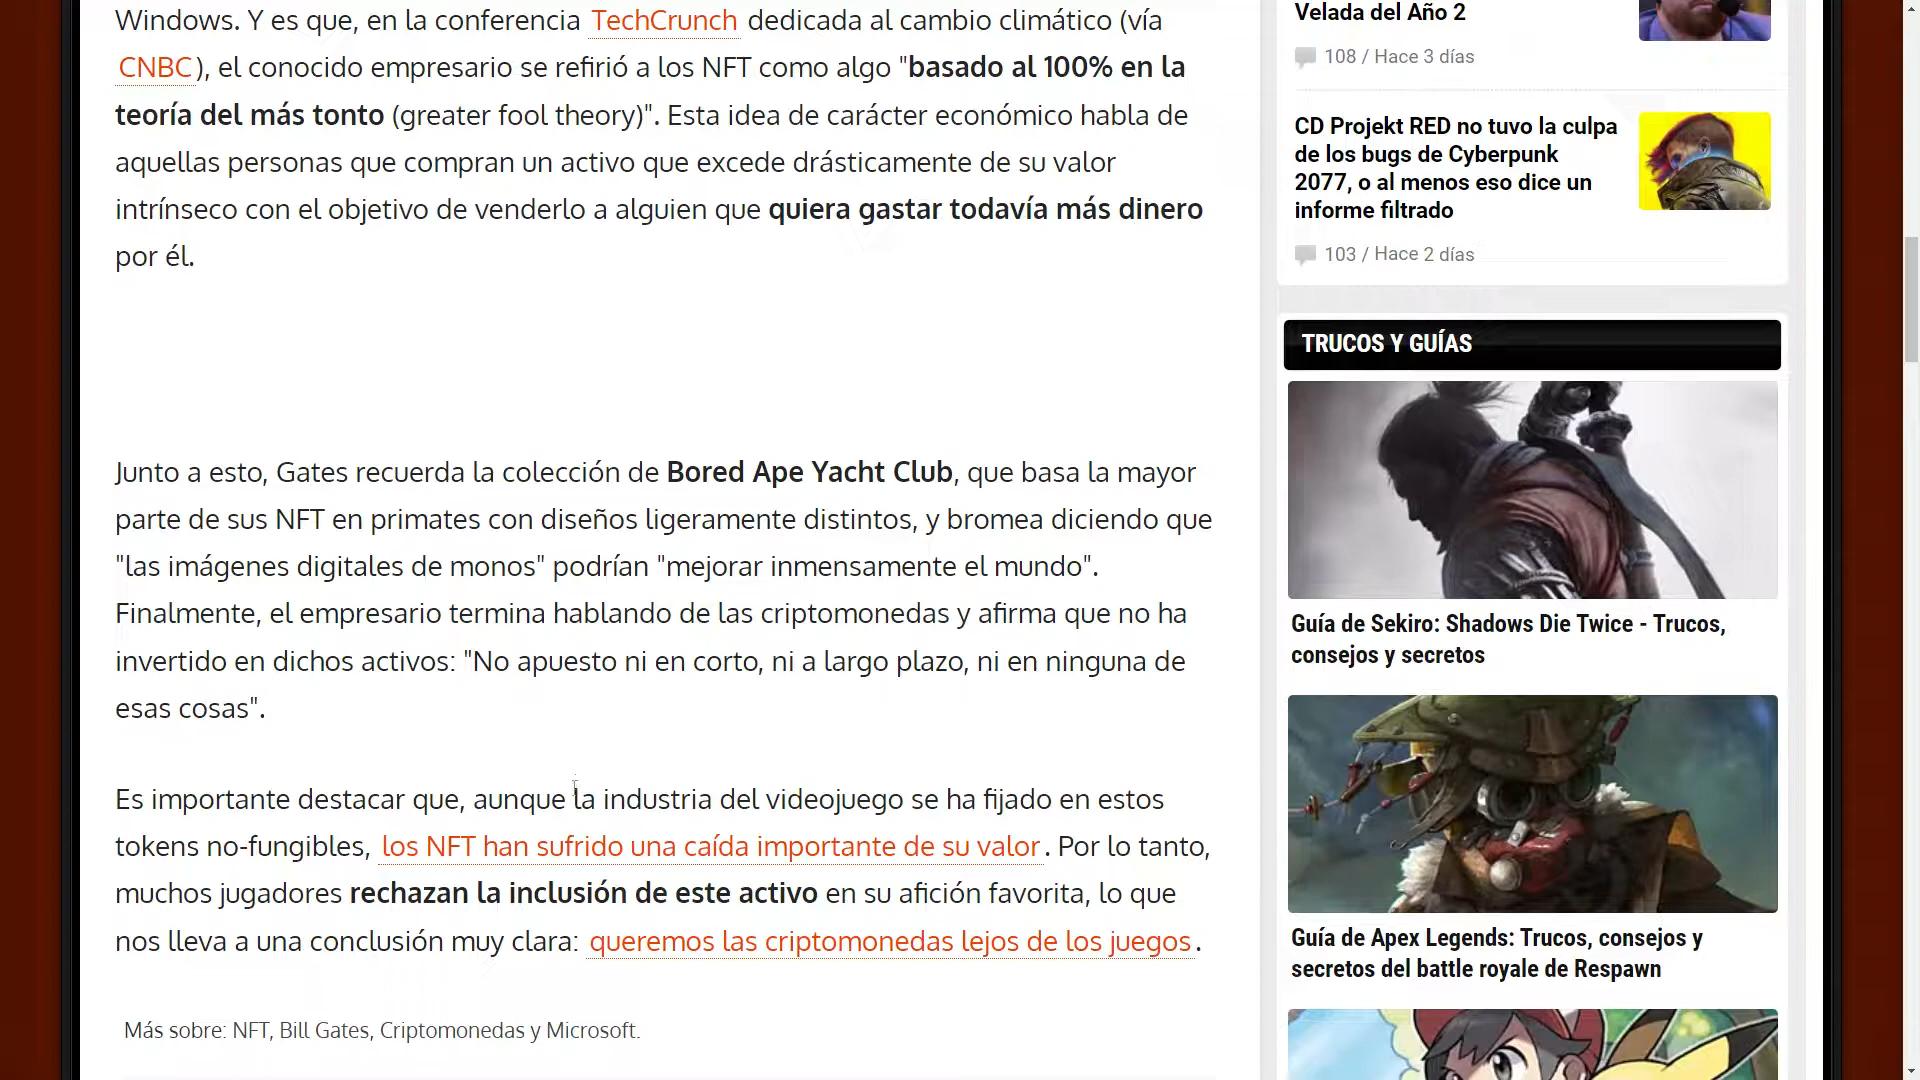 Windows. Y es que, en la conferencia TechCrunch dedicada al cambio climático (vía
CNBC), el conocido empresario se refirió a los NFT como algo "basado al 100% en la
teoría del más tonto (greater fool theory)". Esta idea de carácter económico habla de
aquellas personas que compran un activo que excede drásticamente de su valor
intrínseco con el objetivo de venderlo a alguien que quiera gastar todavía más dinero
por él.
Junto a esto, Gates recuerda la colección de Bored Ape Yacht Club, que basa la mayor
parte de sus NFT en primates con diseños ligeramente distintos, y bromea diciendo que
"las imágenes digitales de monos" podrían "mejorar inmensamente el mundo".
Finalmente, el empresario termina hablando de las criptomonedas y afirma que no ha
invertido en dichos activos: "No apuesto ni en corto, ni a largo plazo, ni en ninguna de
esas cosas".
Es importante destacar que, aunque la industria del videojuego se ha fijado en estos
tokens no-fungibles, los NFT han sufrido una caída importante de su valor. Por lo tanto,
muchos jugadores rechazan la inclusión de este activo en su afición favorita, lo que
nos lleva a una conclusión muy clara: queremos las criptomonedas lejos de los juegos.
Más sobre: NFT, Bill Gates, Criptomonedas y Microsoft.
Velada del Año 2
108 / Hace 3 días
CD Projekt RED no tuvo la culpa
de los bugs de Cyberpunk
2077, o al menos eso dice un
informe filtrado
103 / Hace 2 días
TRUCOS Y GUÍAS
Guía de Sekiro: Shadows Die Twice - Trucos,
consejos y secretos
Guía de Apex Legends: Trucos, consejos y
secretos del battle royale de Respawn